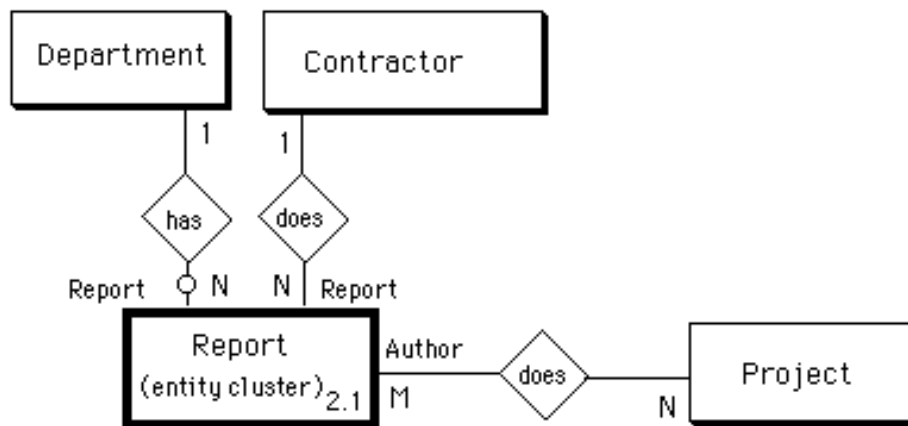 Department
Contractor
1
1
has
does
Report
N
N
Report
Report
(entity cluster) 2.1
Author
M
does
N
Project